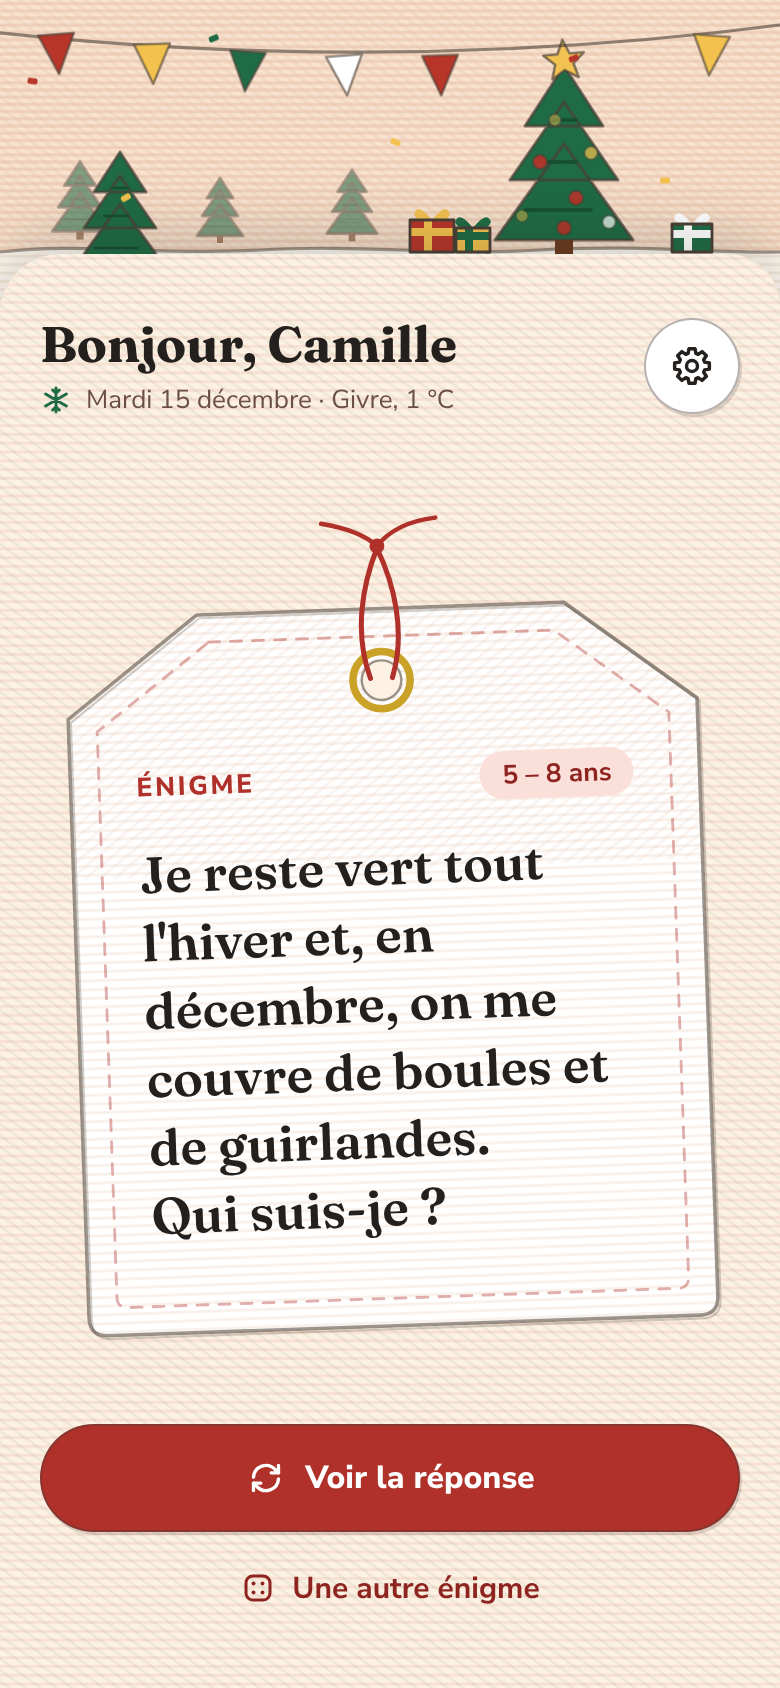 Bonjour, Camille
Mardi 15 décembre · Givre, 1 °C
ÉNIGME
5 – 8 ans
Je reste vert tout
l'hiver et, en
décembre, on me
couvre de boules et
de guirlandes.
Qui suis-je ?
Voir la réponse
Une autre énigme